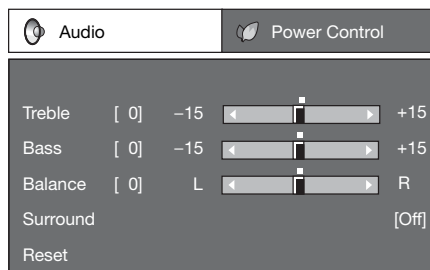 Audio Power Control
Treble [ 0] −15 +15
Bass [ 0] −15 +15
Balance [ 0] L R
Surround [Off]
Reset